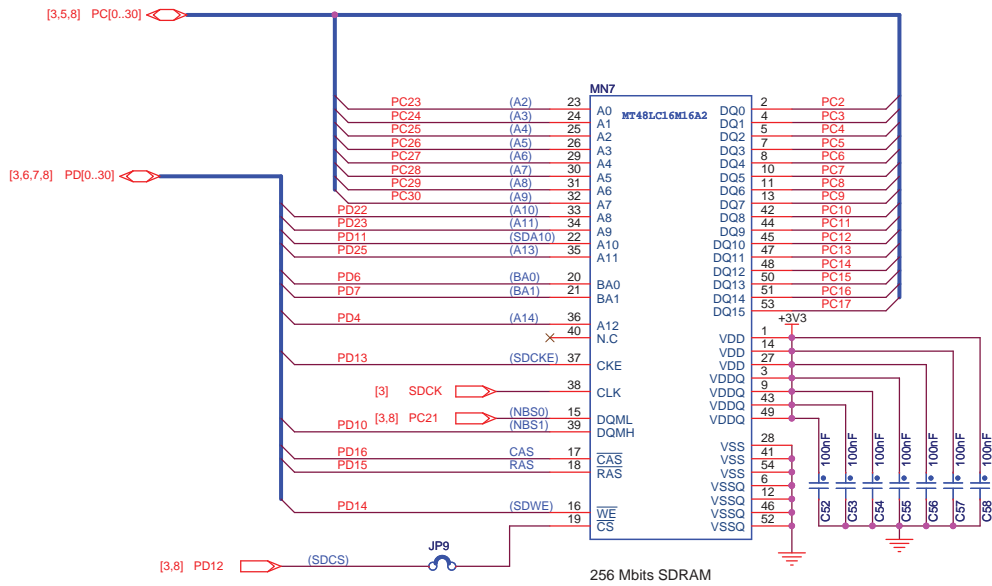 [3,5,8] PC[0..30]
MN7
MT48LC16M16A2
PC23 (A2) 23 A0 DQ0 2 PC2
PC24 (A3) 24 A1 DQ1 4 PC3
PC25 (A4) 25 A2 DQ2 5 PC4
PC26 (A5) 26 A3 DQ3 7 PC5
PC27 (A6) 29 A4 DQ4 8 PC6
PC28 (A7) 30 A5 DQ5 10 PC7
[3,6,7,8] PD[0..30]
PC29 (A8) 31 A6 DQ6 11 PC8
PC30 (A9) 32 A7 DQ7 13 PC9
PD22 (A10) 33 A8 DQ8 42 PC10
PD23 (A11) 34 A9 DQ9 44 PC11
PD11 (SDA10) 22 A10 DQ10 45 PC12
PD25 (A13) 35 A11 DQ11 47 PC13
DQ12 48 PC14
PD6 (BA0) 20 BA0 DQ13 50 PC15
PD7 (BA1) 21 BA1 DQ14 51 PC16
DQ15 53 PC17
+3V3
PD4 (A14) 36 A12
40 N.C VDD 1
VDD 14
PD13 (SDCKE) 37 CKE VDD 27
VDDQ 3
[3] SDCK 38 CLK VDDQ 9
VDDQ 43
[3,8] PC21 (NBS0) 15 DQML VDDQ 49
PD10 (NBS1) 39 DQMH
VSS 28
PD16 CAS 17 CAS VSS 41
PD15 RAS 18 RAS VSS 54
VSSQ 6
VSSQ 12
PD14 (SDWE) 16 WE VSSQ 46
19 CS VSSQ 52
100nF 100nF 100nF 100nF 100nF 100nF 100nF
C52 C53 C54 C55 C56 C57 C58
JP9
[3,8] PD12 (SDCS)
256 Mbits SDRAM